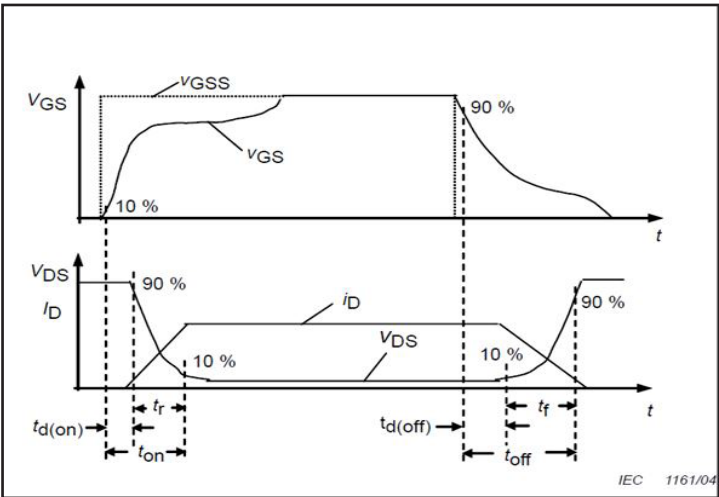 VGSS
VGS
90 %
vGS
10 %
t
VDS
ID
90 %
iD
90 %
vDS
10 %
10 %
tr
tf
t
td(on)
td(off)
ton
toff
IEC 1161/04